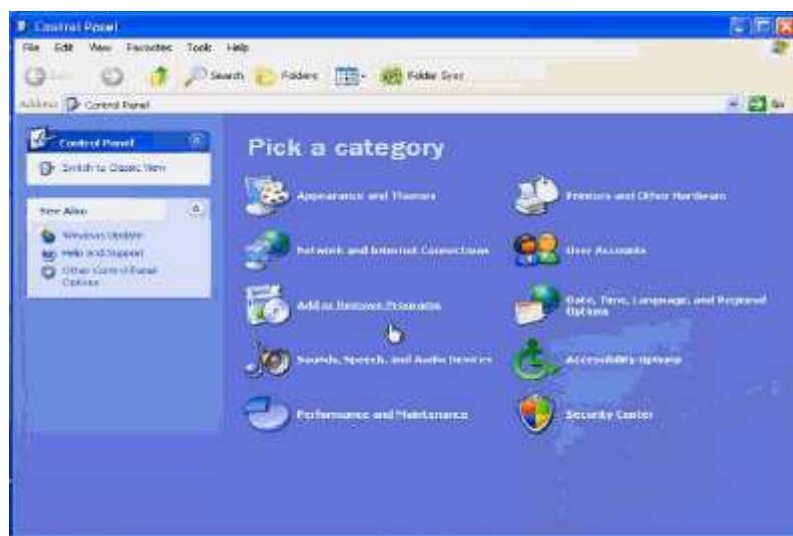 Control Panel
File Edit View Favorites Tools Help
Search Folders Folder Sync
Address Control Panel Go
Control Panel
Switch to Classic View
See Also
Windows Update
Help and Support
Other Control Panel
Options
Pick a category
Appearance and Themes
Printers and Other Hardware
Network and Internet Connections
User Accounts
Add or Remove Programs
Date, Time, Language, and Regional
Options
Sounds, Speech, and Audio Devices
Accessibility Options
Performance and Maintenance
Security Center